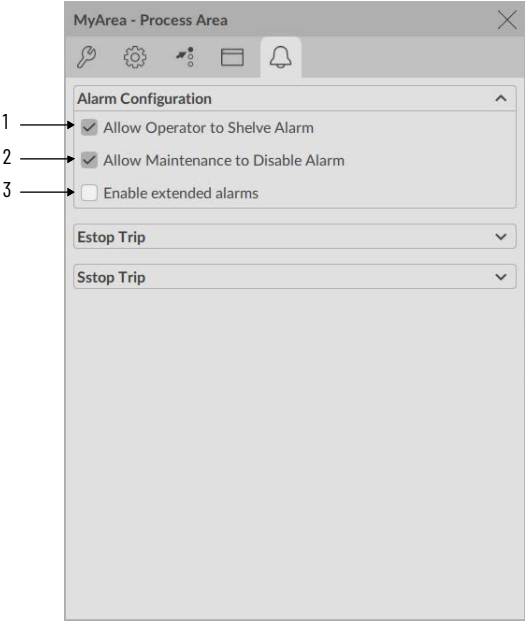 MyArea - Process Area
Alarm Configuration
1 Allow Operator to Shelve Alarm
2 Allow Maintenance to Disable Alarm
3 Enable extended alarms
Estop Trip
Sstop Trip